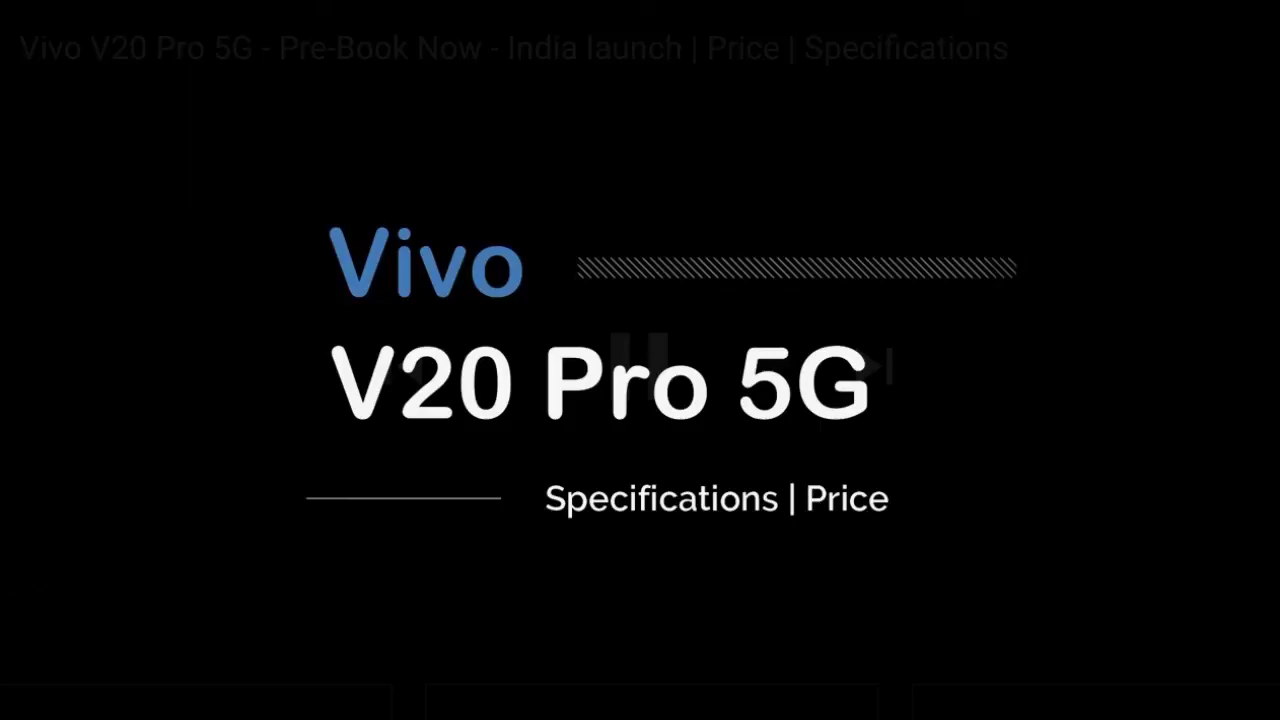 Vivo V20 Pro 5G - Pre-Book Now - India launch | Price | Specifications
Vivo
V20 Pro 5G
Specifications | Price